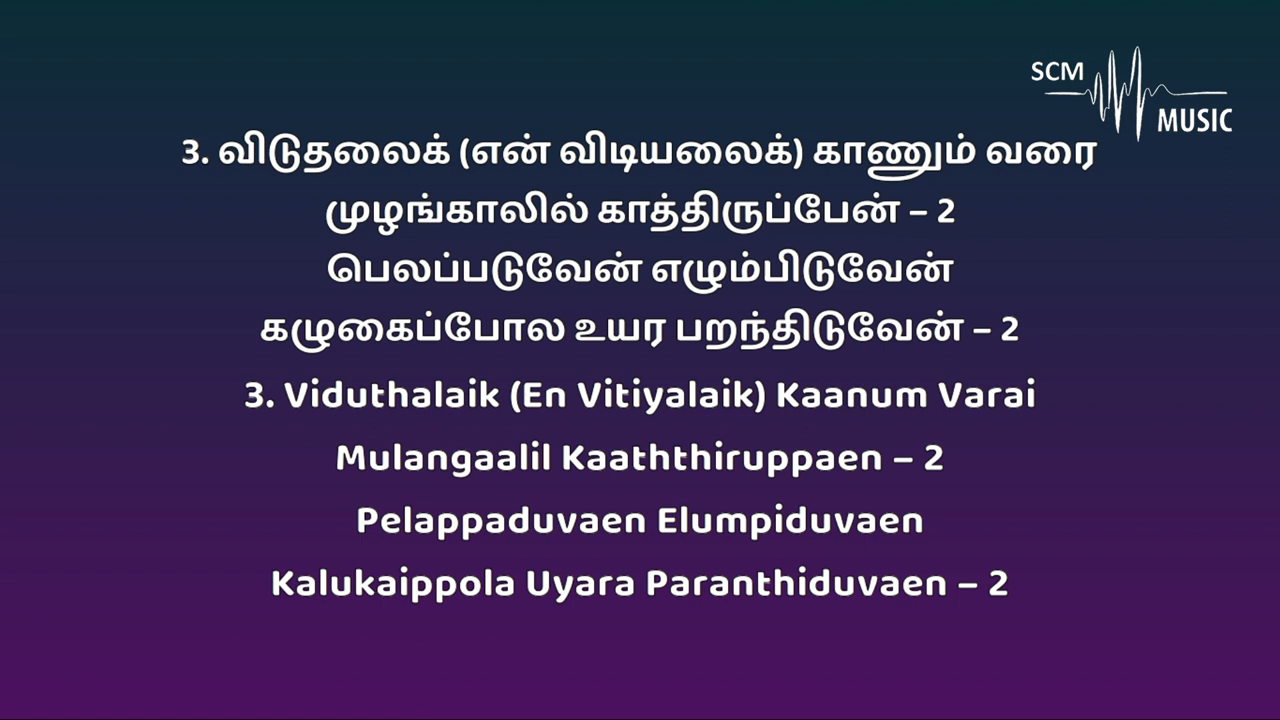 SCM
MUSIC
3. விடுதலைக் (என் விடியலைக்) காணும் வரை
முழங்காலில் காத்திருப்பேன் – 2
பெலப்படுவேன் எழும்பிடுவேன்
கழுகைப்போல உயர பறந்திடுவேன் – 2
3. Viduthalaik (En Vitiyalaik) Kaanum Varai
Mulangaalil Kaaththiruppaen – 2
Pelappaduvaen Elumpiduvaen
Kalukaippola Uyara Paranthiduvaen – 2